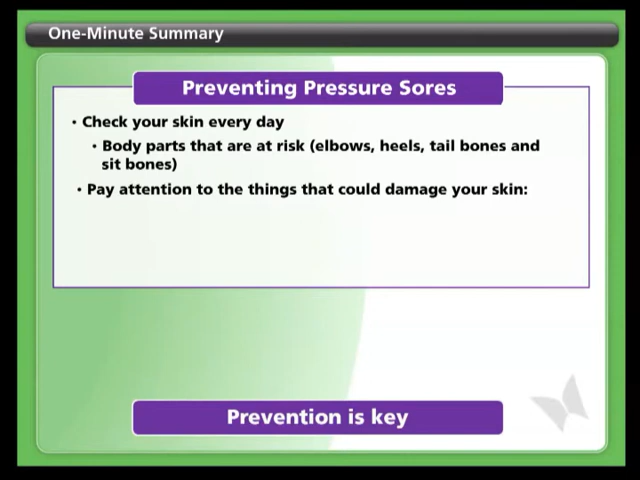 One-Minute Summary
Preventing Pressure Sores
• Check your skin every day
• Body parts that are at risk (elbows, heels, tail bones and
sit bones)
• Pay attention to the things that could damage your skin:
Prevention is key